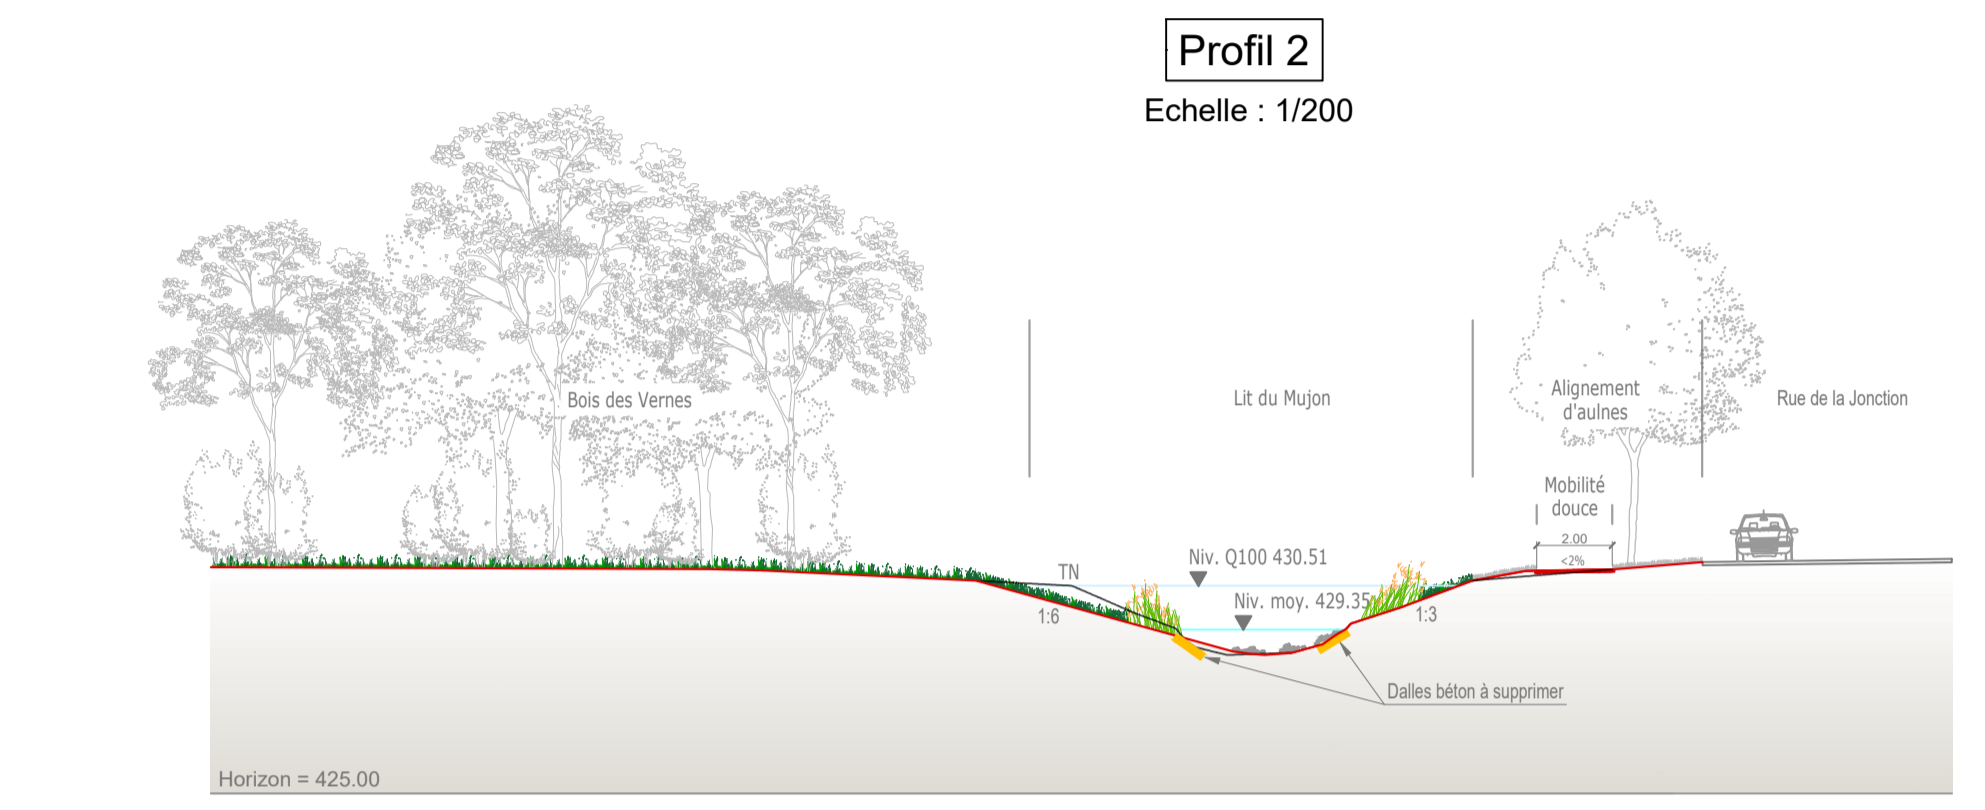 Profil 2
Echelle : 1/200
Bois des Vernes
Lit du Mujon
Alignement
d'aulnes
Rue de la Jonction
Mobilité
douce
2.00
<2%
Niv. Q100 430.51
TN
Niv. moy. 429.35
1:6
1:3
Dalles béton à supprimer
Horizon = 425.00